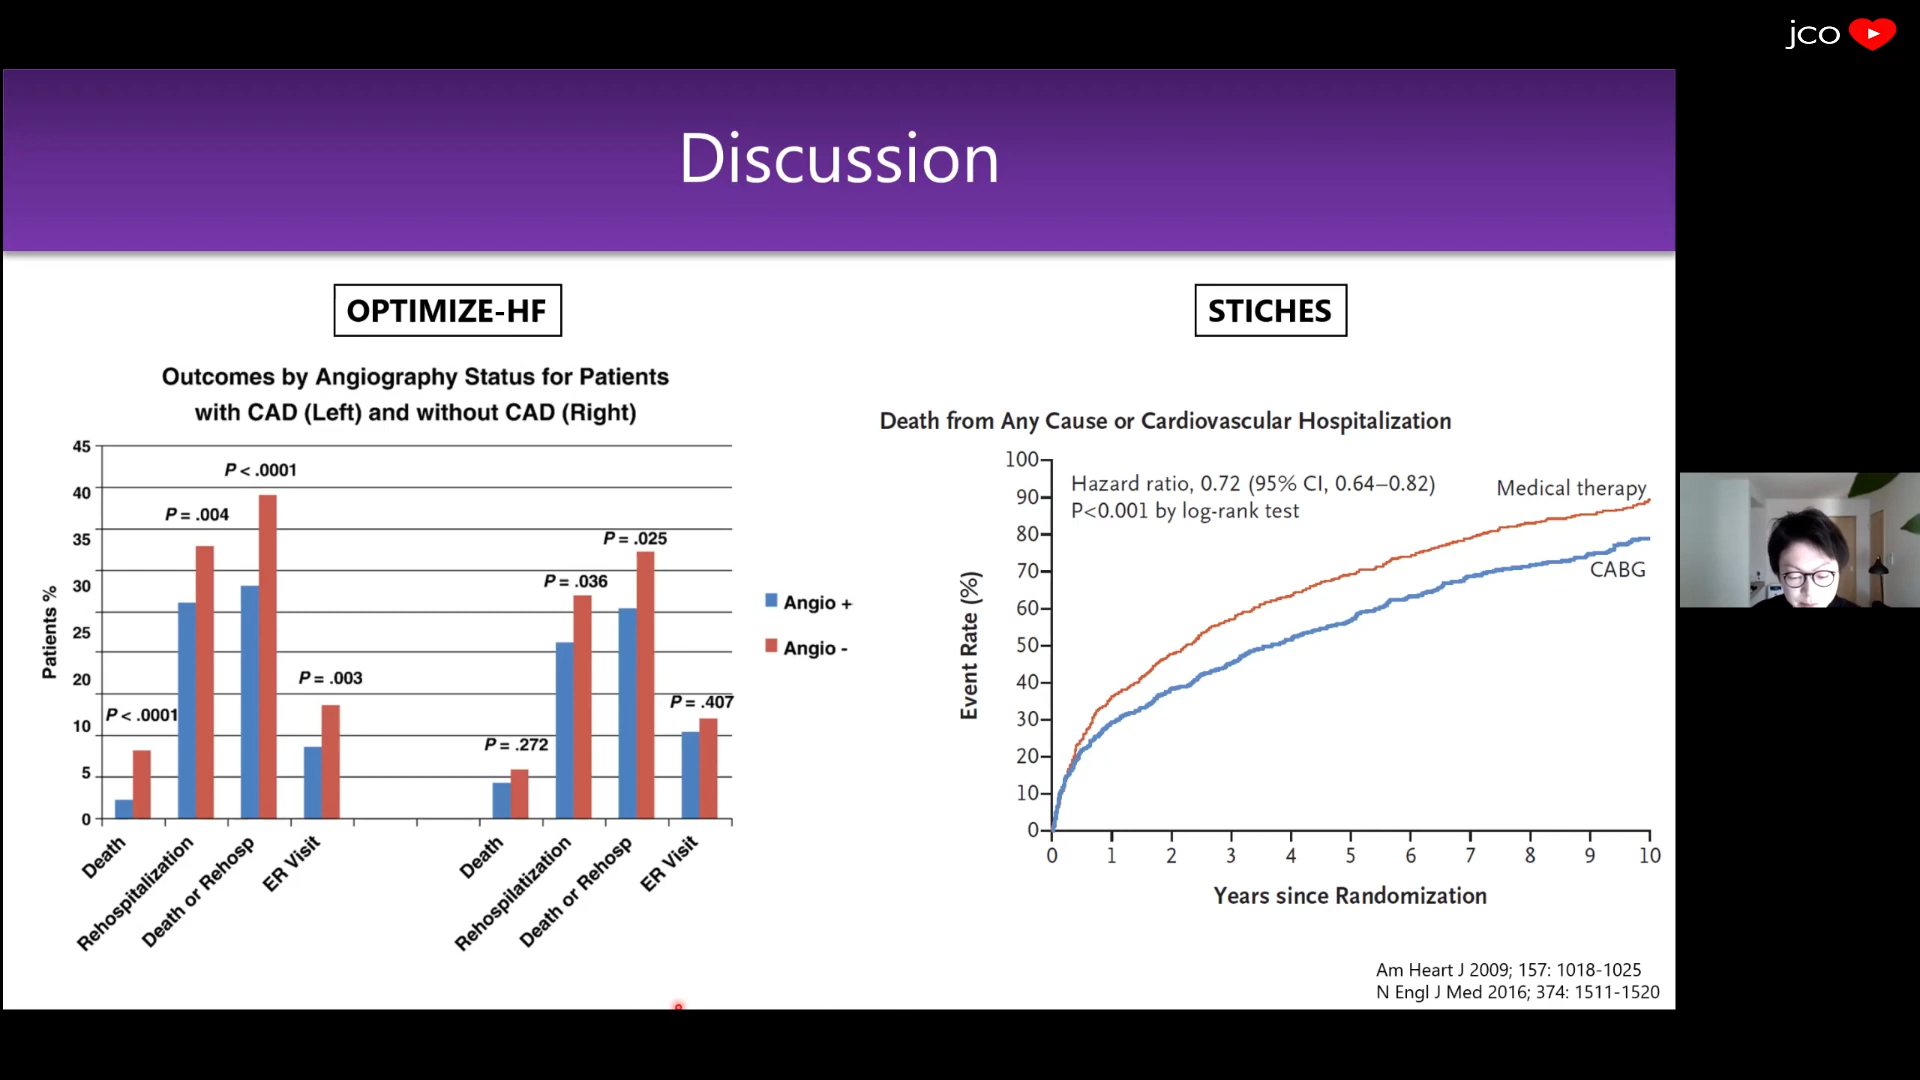 jco
Discussion
OPTIMIZE-HF
Outcomes by Angiography Status for Patients
with CAD (Left) and without CAD (Right)
Patients %
45
40
35
30
25
20
10
5
0
P < .0001
P = .004
P < .0001
P = .003
P = .272
P = .036
P = .025
P = .407
Death
Rehospitalization
Death or Rehosp
ER Visit
Death
Rehospilatization
Death or Rehosp
ER Visit
Angio +
Angio -
STICHES
Death from Any Cause or Cardiovascular Hospitalization
Event Rate (%)
100
90
80
70
60
50
40
30
20
10
0
Hazard ratio, 0.72 (95% CI, 0.64–0.82)
P<0.001 by log-rank test
Medical therapy
CABG
0 1 2 3 4 5 6 7 8 9 10
Years since Randomization
Am Heart J 2009; 157: 1018-1025
N Engl J Med 2016; 374: 1511-1520